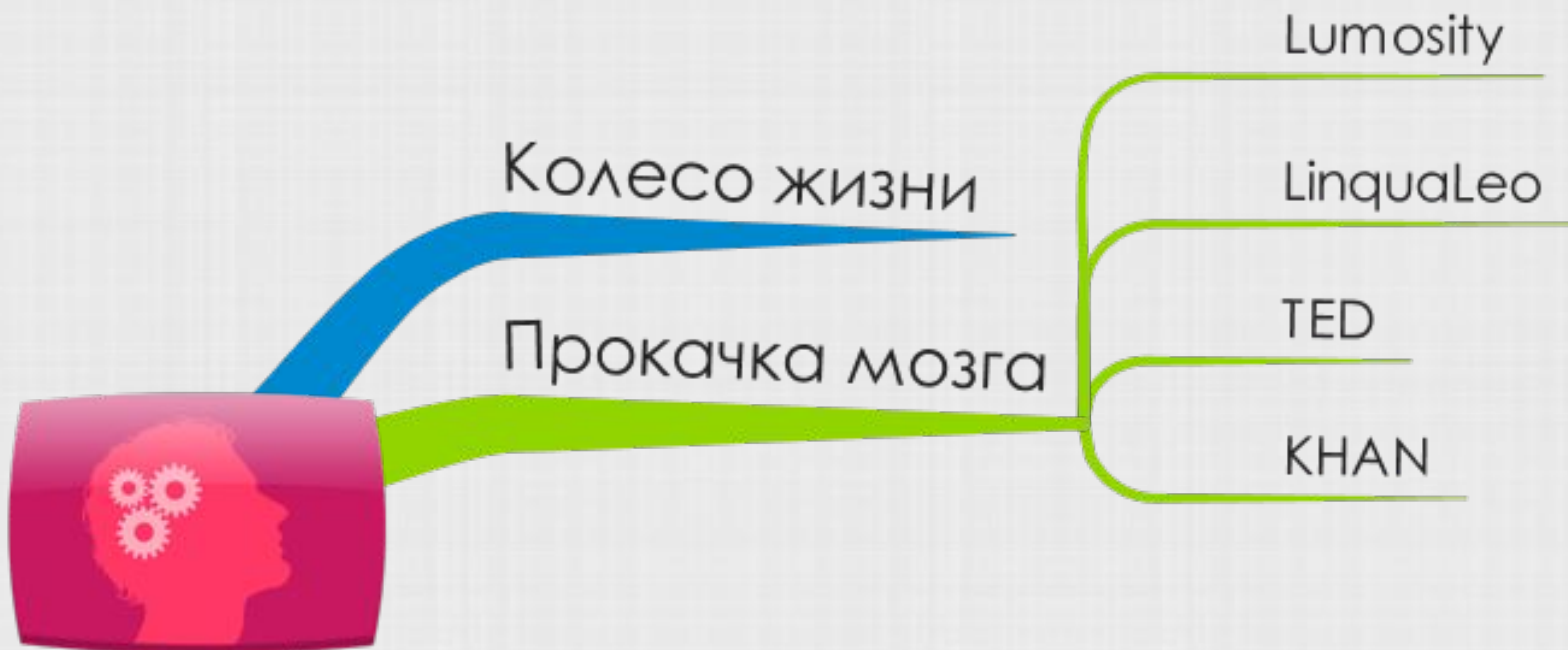 Колесо жизни
Прокачка мозга
Lumosity
LinquaLeo
TED
KHAN